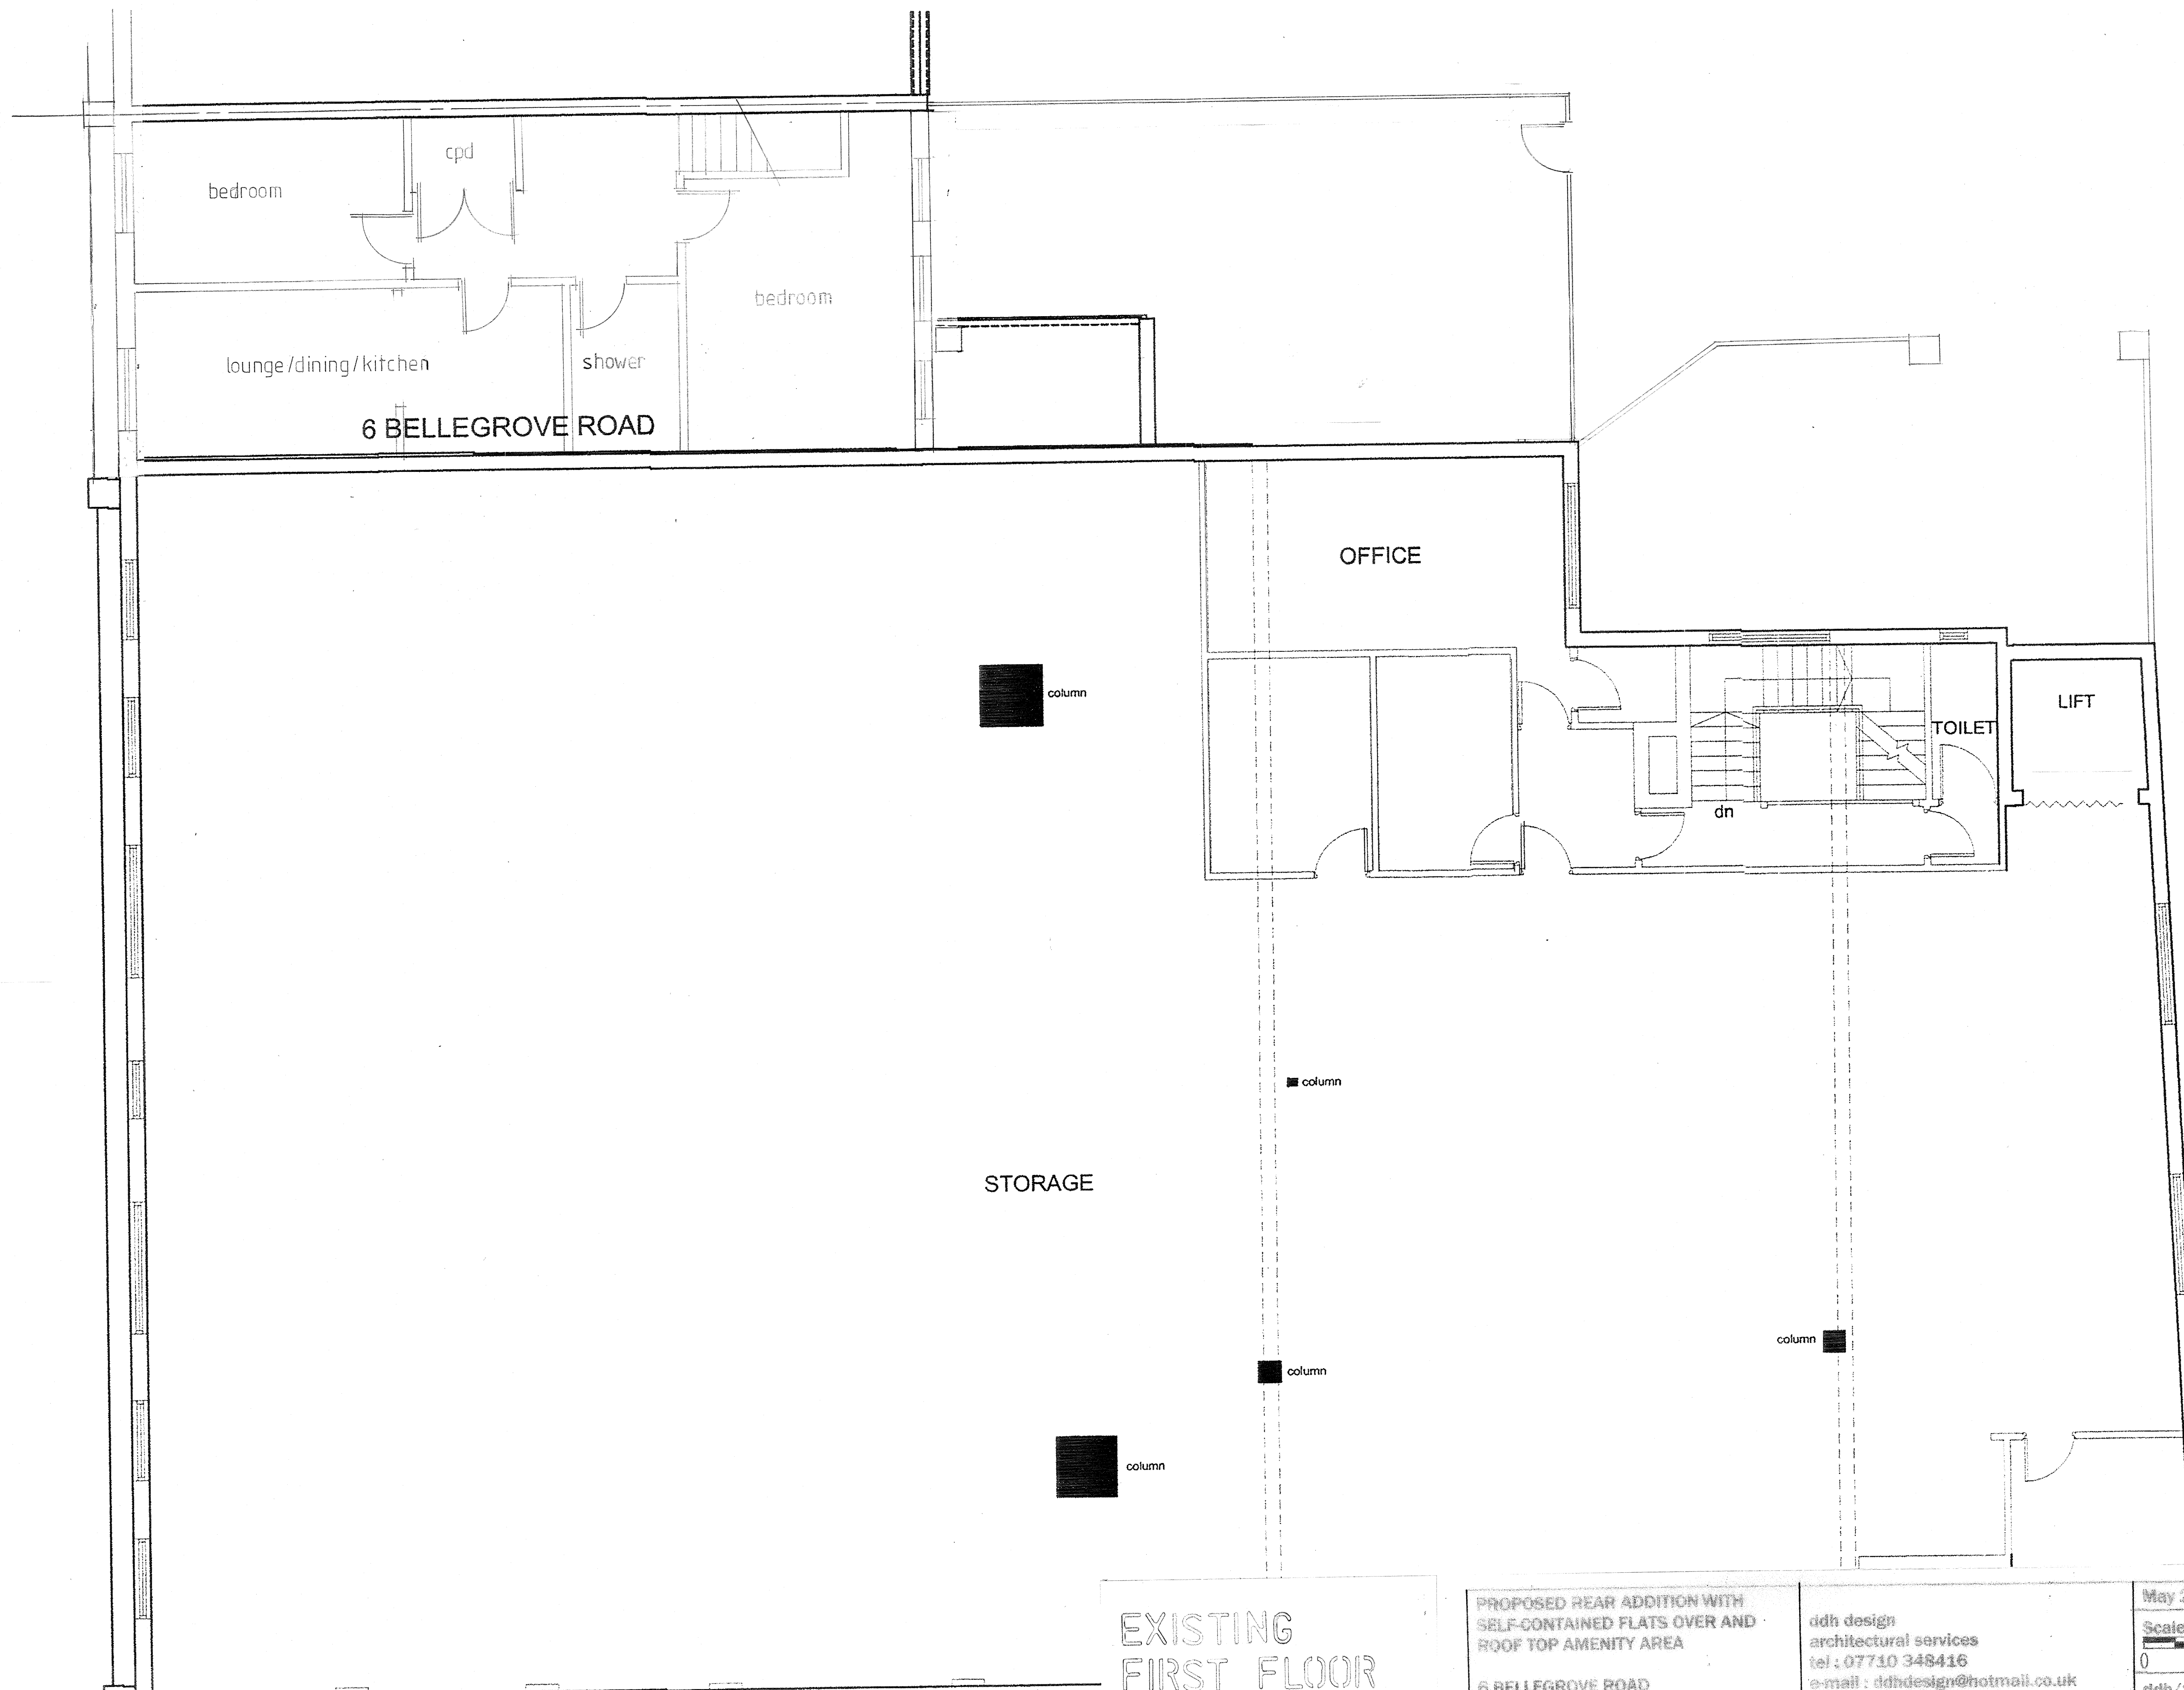 cpd
bedroom
bedroom
lounge/dining/kitchen
shower
6 BELLEGROVE ROAD
OFFICE
column
LIFT
TOILET
dn
column
STORAGE
column
column
column
EXISTING
FIRST FLOOR
PROPOSED REAR ADDITION WITH
SELF-CONTAINED FLATS OVER AND
ROOF TOP AMENITY AREA
6 BELLEGROVE ROAD
ddh design
architectural services
tel : 07710 348416
e-mail : ddhdesign@hotmail.co.uk
May
Scale
0
ddh